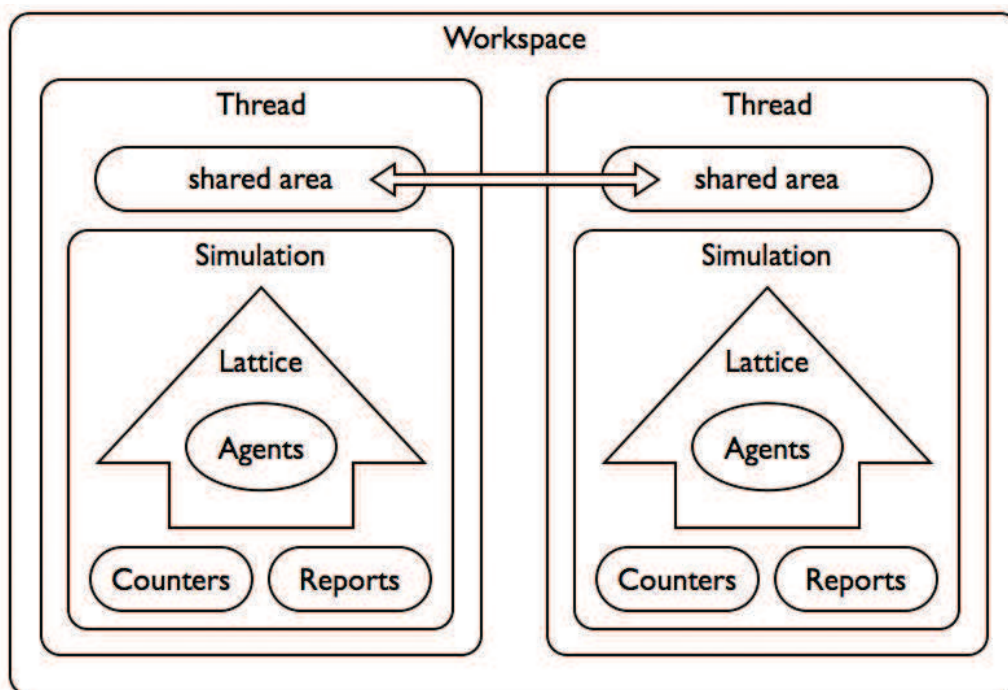 Workspace
Thread
shared area
Simulation
Lattice
Agents
Counters
Reports
Thread
shared area
Simulation
Lattice
Agents
Counters
Reports